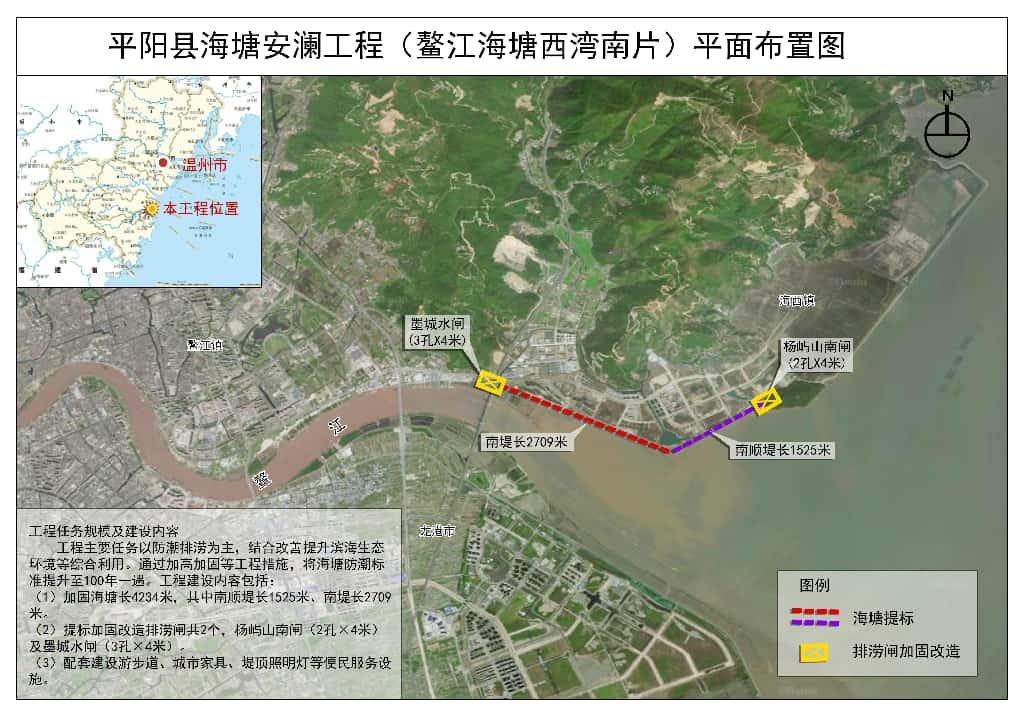 平阳县海塘安澜工程（鳌江海塘西湾南片）平面布置图
N
温州市
本工程位置
海西镇
墨城水闸
(3孔X4米)
鳌江镇
杨屿山南闸
(2孔X4米)
江
南堤长2709米
南顺堤长1525米
鳌
龙港市
工程任务规模及建设内容
工程主要任务以防潮排涝为主，结合改善提升滨海生态
环境等综合利用。通过加高加固等工程措施，将海塘防潮标
准提升至100年一遇。工程建设内容包括：
（1）加固海塘长4234米，其中南顺堤长1525米、南堤长2709
米。
（2）提标加固改造排涝闸共2个，杨屿山南闸（2孔×4米）
及墨城水闸（3孔×4米）。
（3）配套建设游步道、城市家具、堤顶照明灯等便民服务设
施。
图例
海塘提标
排涝闸加固改造